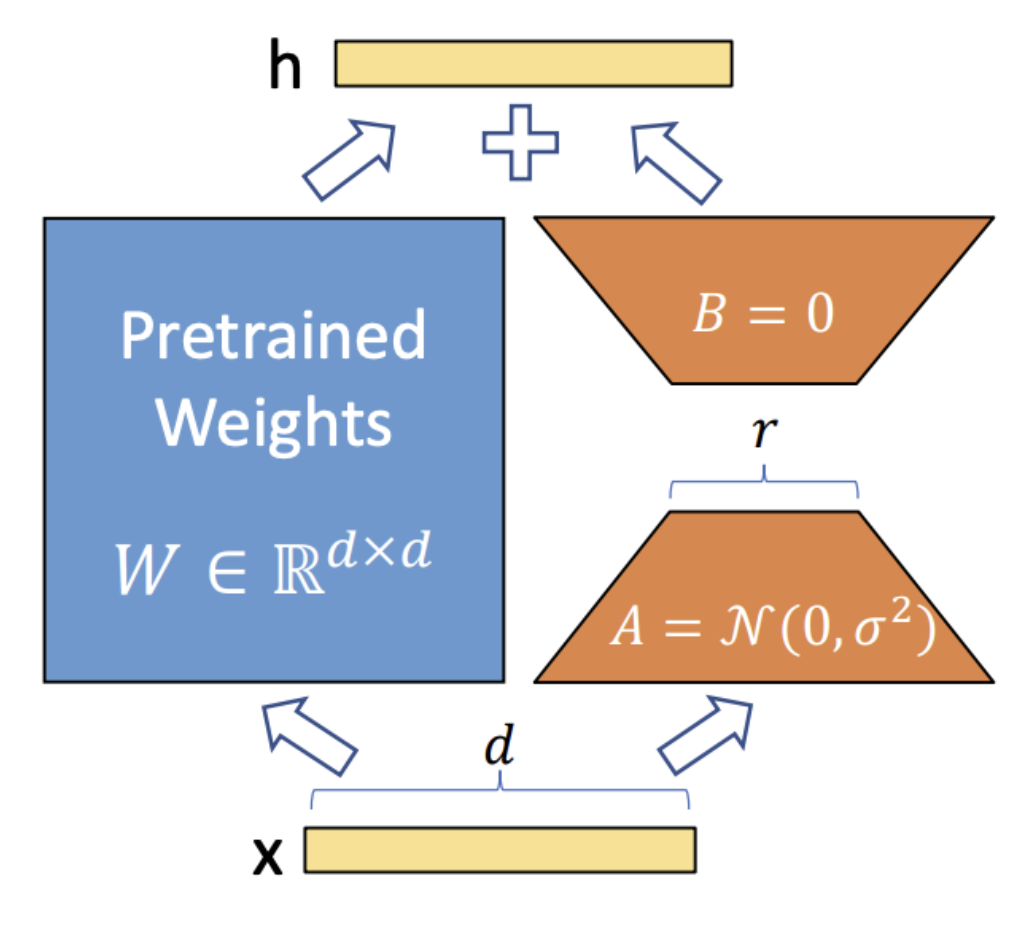 h
Pretrained
Weights
W ∈ ℝ^{d×d}
B = 0
r
A = 𝒩(0, σ²)
d
x